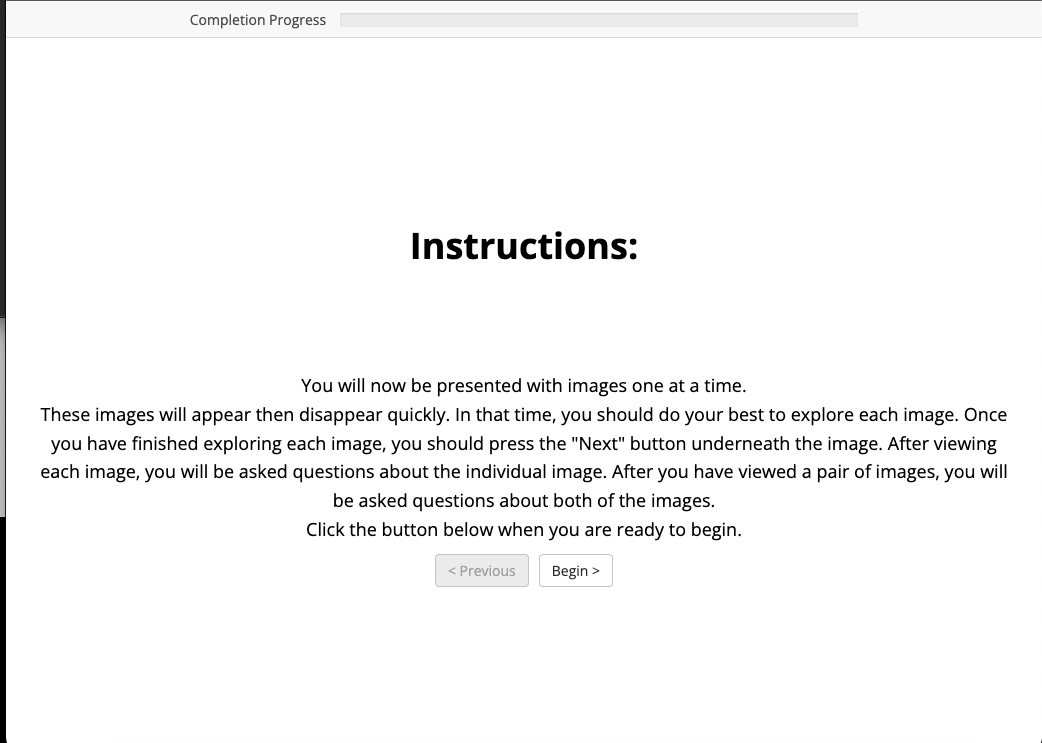 Completion Progress
Instructions:
You will now be presented with images one at a time.
These images will appear then disappear quickly. In that time, you should do your best to explore each image. Once
you have finished exploring each image, you should press the "Next" button underneath the image. After viewing
each image, you will be asked questions about the individual image. After you have viewed a pair of images, you will
be asked questions about both of the images.
Click the button below when you are ready to begin.
< Previous
Begin >